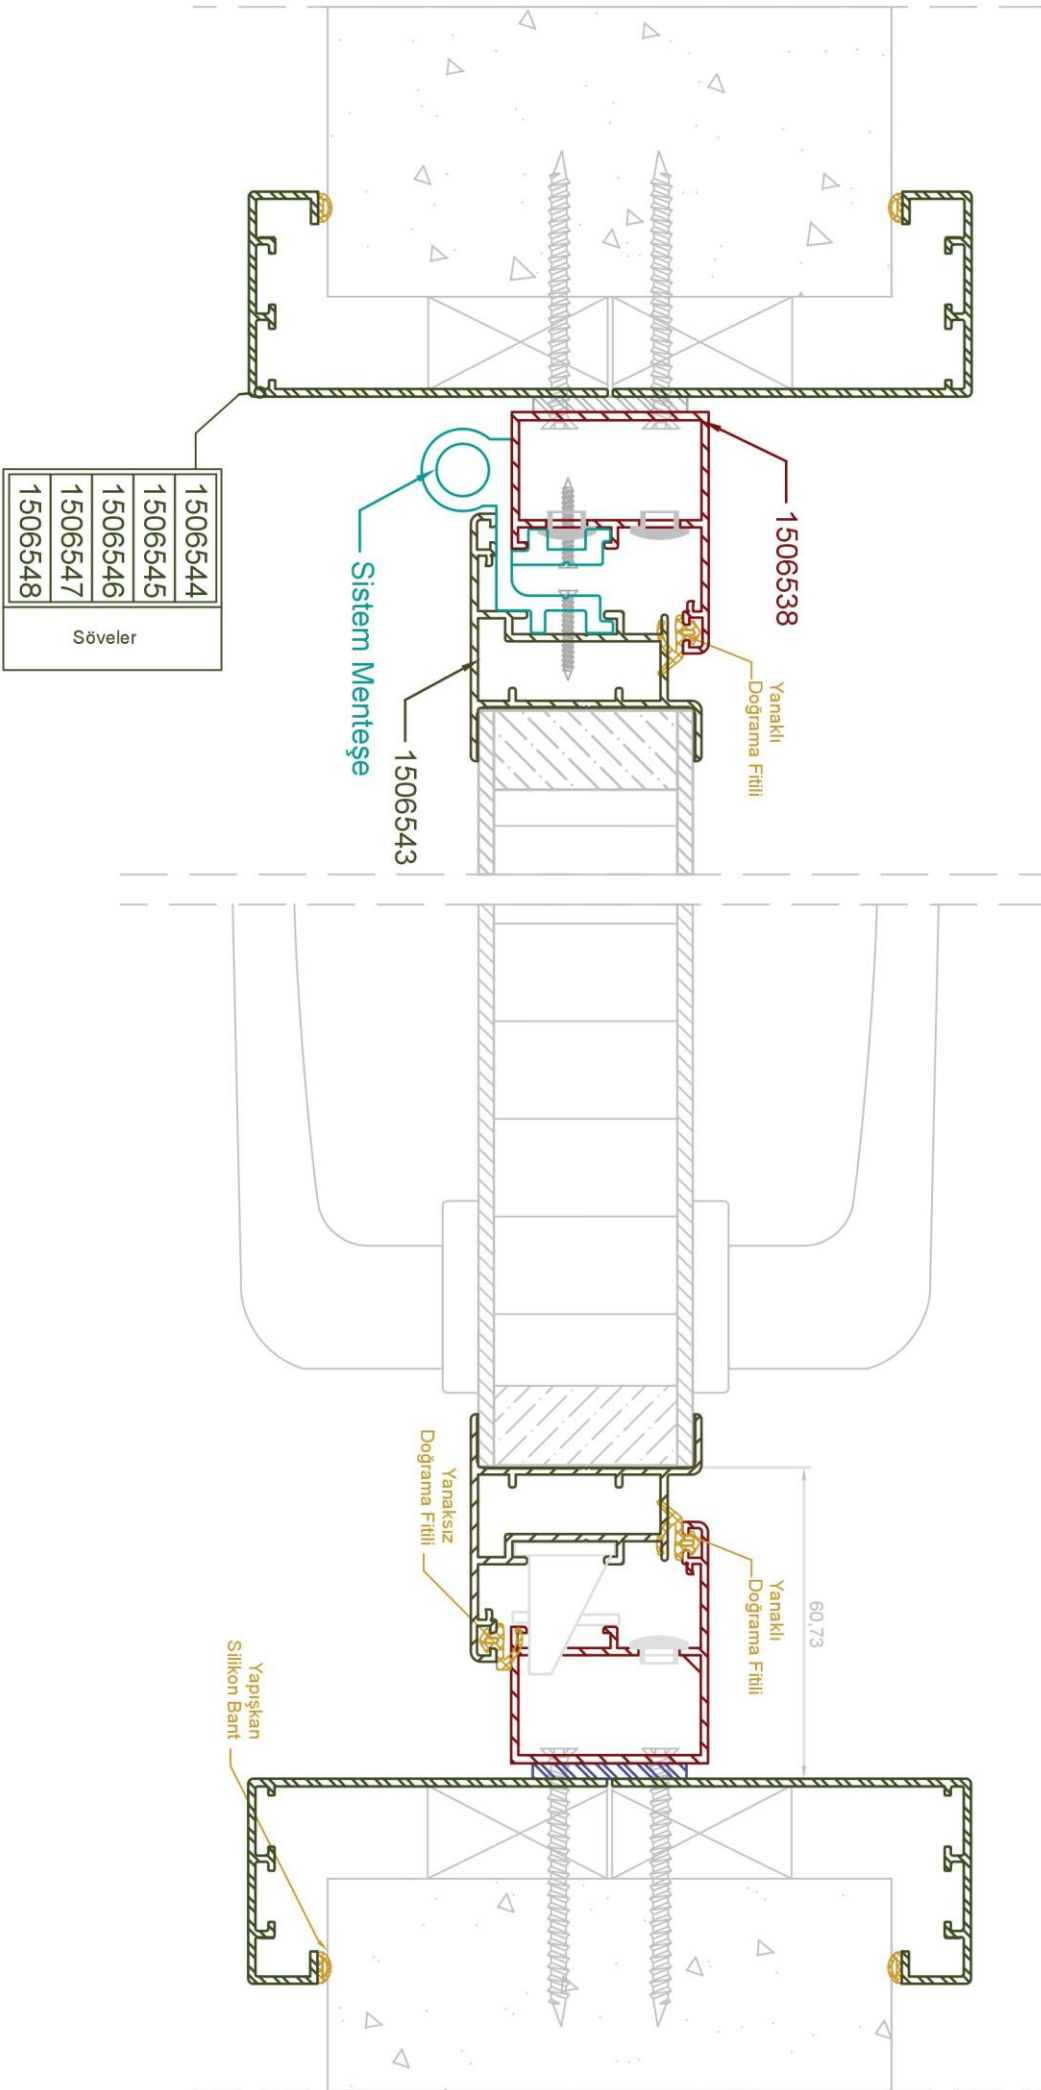 1506544
1506545
1506546
1506547
1506548
Söveler
1506538
Sistem Menteşe
1506543
Yanaklı
Doğrama Fitili
Yanaksız
Doğrama Fitili
Yanaklı
Doğrama Fitili
60,73
Yapışkan
Silikon Bant